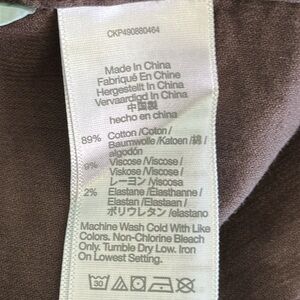 CKP490880464
Made In China
Fabriqué En Chine
Hergestellt In China
Vervaardigd In China
中国製
hecho en china
89% Cotton /Coton /
Baumwolle /Katoen /綿 /
algodón
9% Viscose /Viscose /
Viskose /Viscose /
レーヨン /viscosa
2% Elastane /Elasthanne /
Elastan /Elastaan /
ポリウレタン /elastano
Machine Wash Cold With Like
Colors. Non-Chlorine Bleach
Only. Tumble Dry Low. Iron
On Lowest Setting.
30